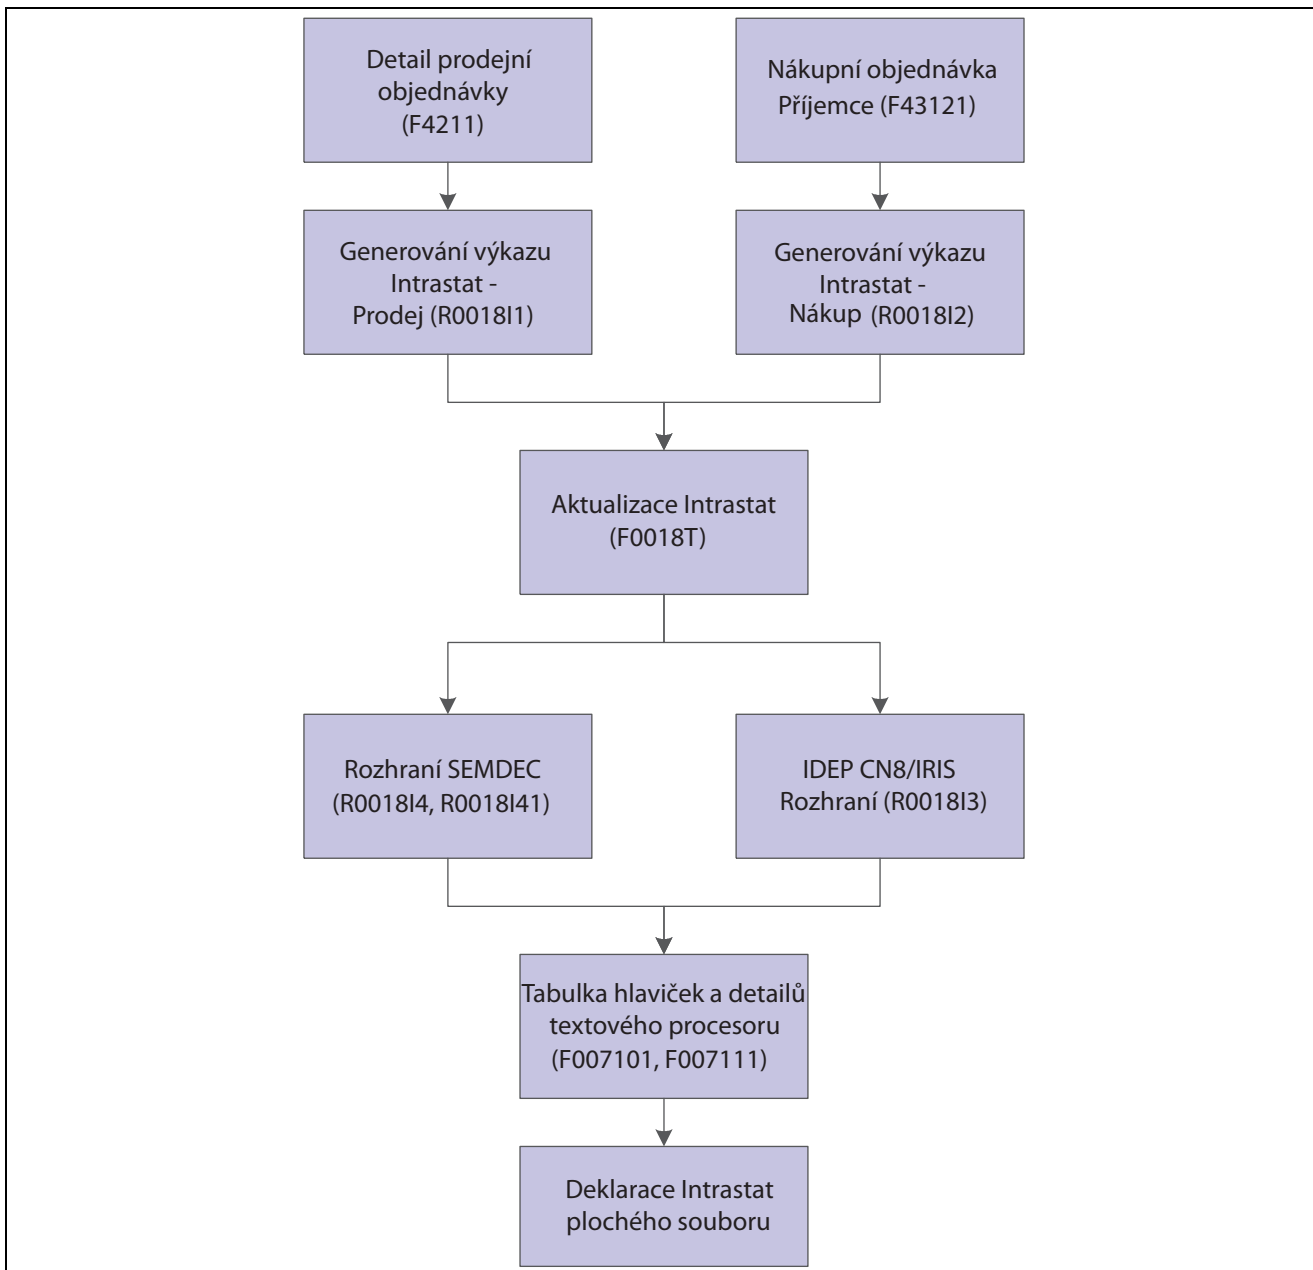 Detail prodejní
objednávky
(F4211)
Nákupní objednávka
Příjemce (F43121)
Generování výkazu
Intrastat -
Prodej (R0018I1)
Generování výkazu
Intrastat -
Nákup (R0018I2)
Aktualizace Intrastat
(F0018T)
Rozhraní SEMDEC
(R0018I4, R0018I41)
IDEP CN8/IRIS
Rozhraní (R0018I3)
Tabulka hlaviček a detailů
textového procesoru
(F007101, F007111)
Deklarace Intrastat
plochého souboru